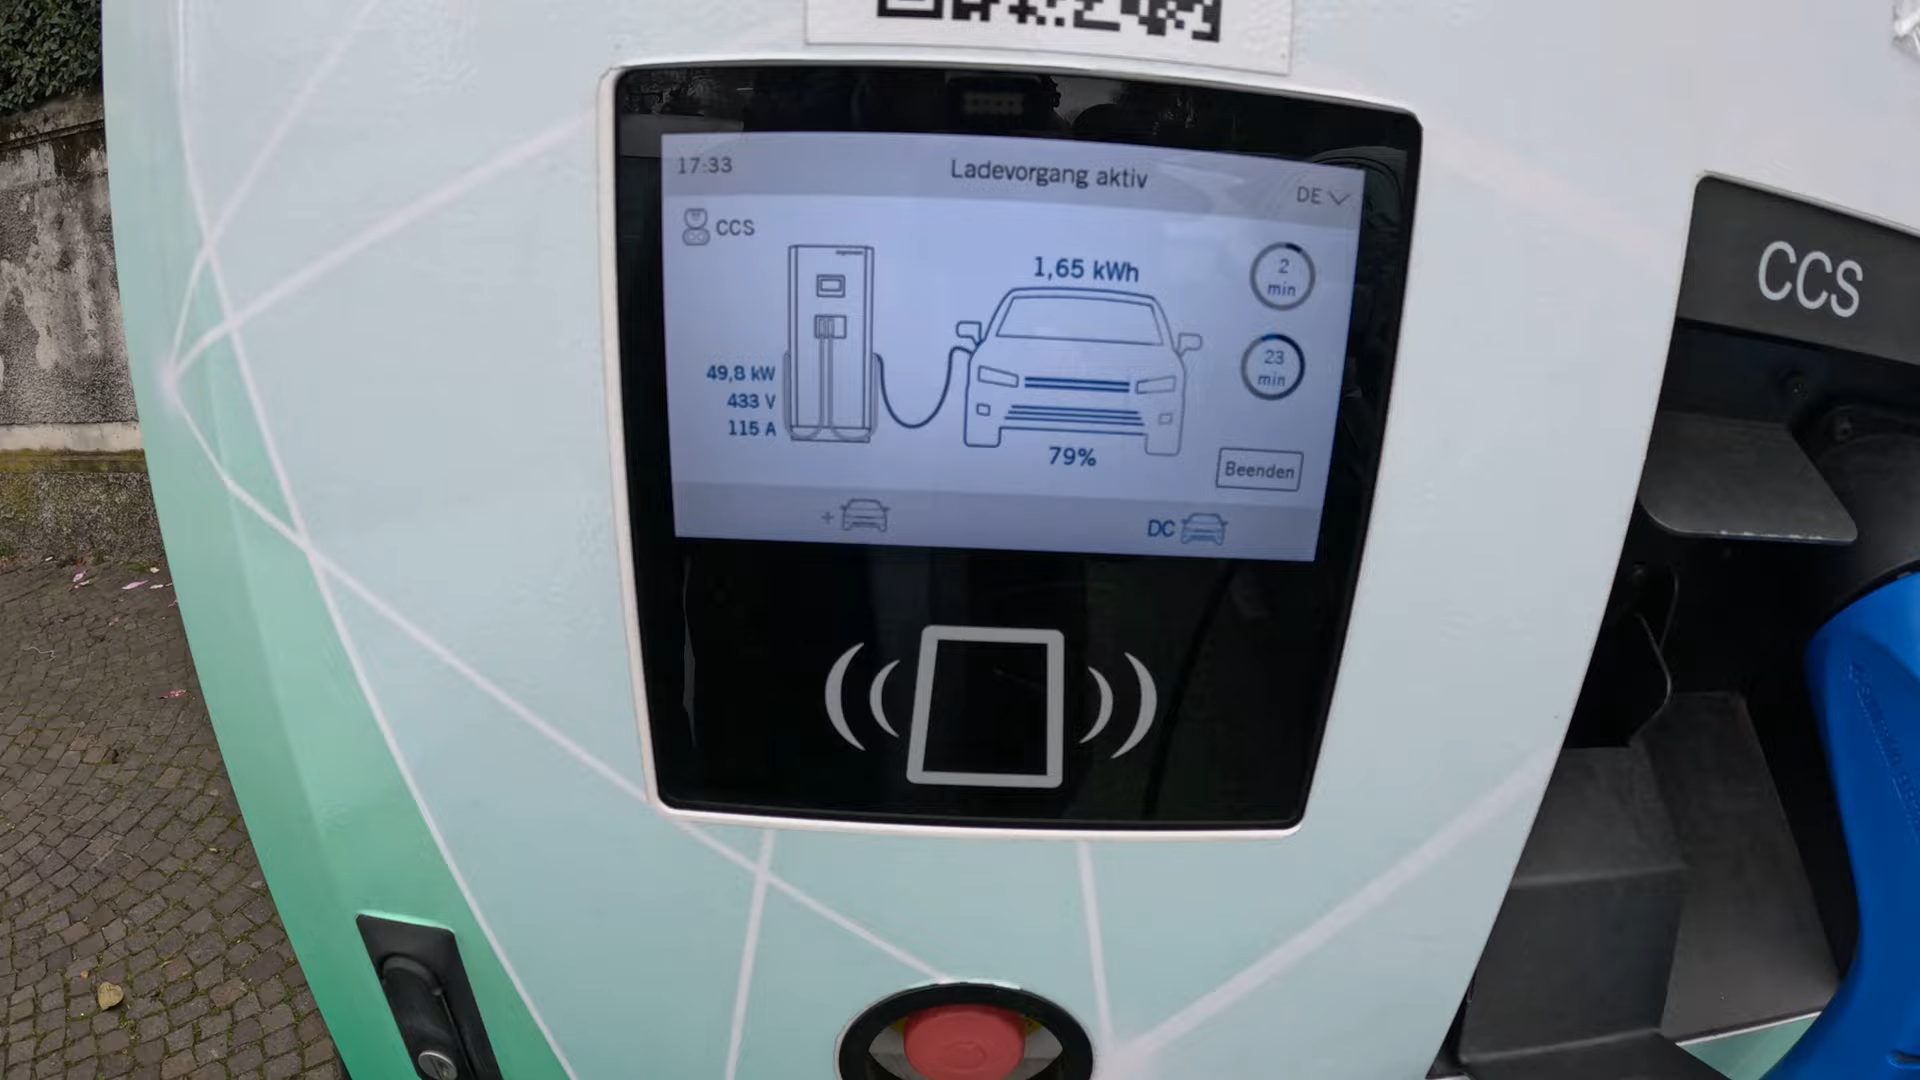 17:33
Ladevorgang aktiv
DE
CCS
1,65 kWh
2
min
49,8 kW
433 V
115 A
23
min
79%
Beenden
+
DC
CCS